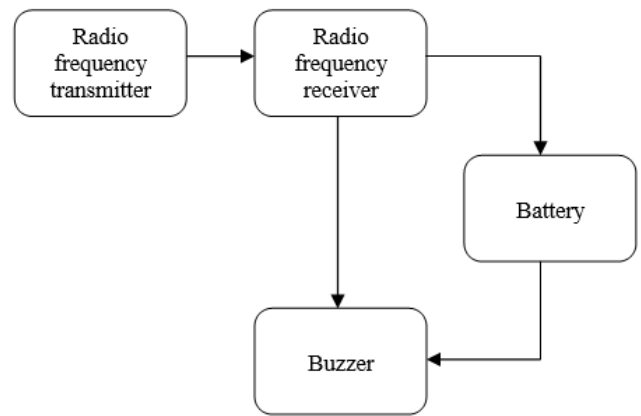 Radio
frequency
transmitter
Radio
frequency
receiver
Battery
Buzzer